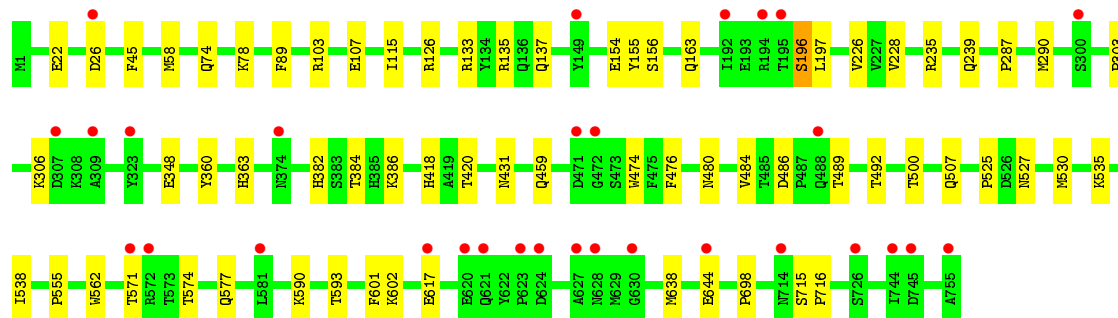 M1 E22 D26 F45 M58 Q74 K78 F89 R103 E107 I115 R126 R133 Y134 R135 Q136 Q137 Y149 E154 Y155 S156 Q163 I192 E193 R194 T195 S196 L197 V226 V227 V228 R235 Q239 P287 M290 S300 P303
K306 D307 K308 A309 Y323 E348 Y360 H363 N374 H382 S383 T384 H385 K386 H418 A419 T420 N431 Q459 D471 G472 S473 W474 F475 F476 N480 V484 T485 D486 P487 Q488 T489 T492 T500 Q507 P525 D526 N527 M530 K535
I538 P555 W562 T571 R572 T573 T574 Q577 L581 K590 T593 F601 K602 E617 E620 Q621 Y622 P623 D624 A627 N628 M629 G630 M638 E644 P698 N714 S715 P716 S726 I744 D745 A755